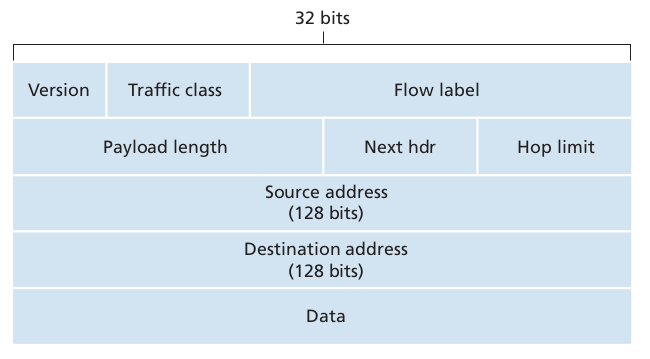 32 bits
Version Traffic class Flow label
Payload length Next hdr Hop limit
Source address
(128 bits)
Destination address
(128 bits)
Data